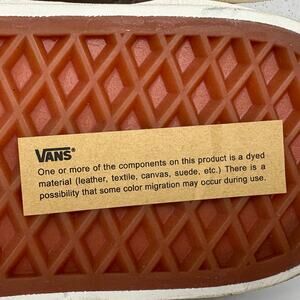 VANS®
One or more of the components on this product is a dyed
material (leather, textile, canvas, suede, etc.) There is a
possibility that some color migration may occur during use.